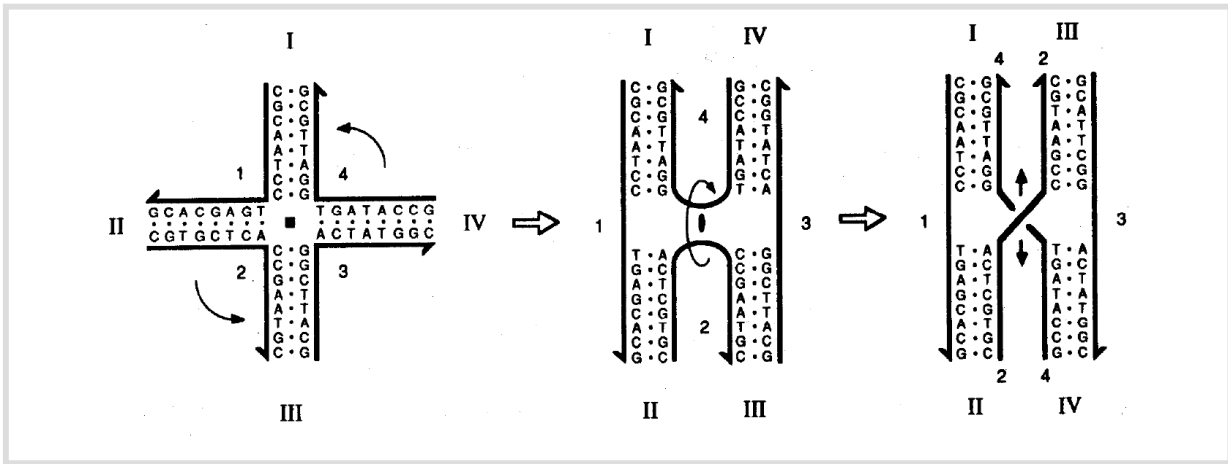 I
C·G
G·C
C·G
A·T
A·T
T·A
C·G
C·G
1 4
II
GCACGAGT
CGTGCTCA
TGATACCG
ACTATGGC
IV
2 3
C·G
C·G
G·C
A·T
A·T
T·A
G·C
C·G
III
I IV
C·G G·C
G·C C·G
C·G C·G
A·T A·T
A·T T·A
T·A A·T
C·G G·C
C·G T·A
4
1 3
T·A C·G
G·C C·G
A·T G·C
G·C A·T
C·G A·T
A·T T·A
C·G G·C
G·C C·G
2
II III
I III
4 2
C·G C·G
G·C G·C
C·G T·A
A·T A·T
A·T A·T
T·A G·C
C·G C·G
C·G C·G
1 3
T·A T·A
G·C G·C
A·T A·T
G·C T·A
C·G A·T
A·T C·G
C·G C·G
G·C G·C
2 4
II IV